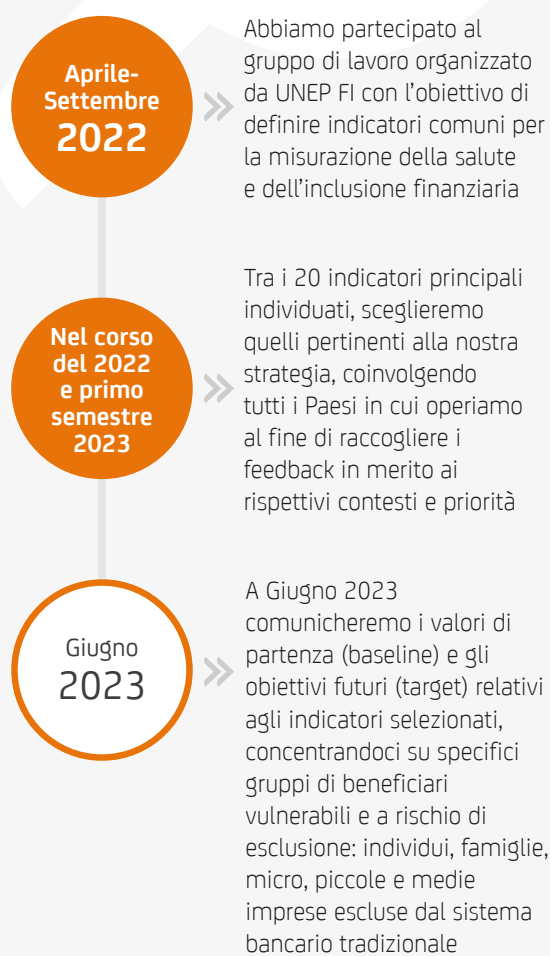 Aprile-
Settembre
2022
Abbiamo partecipato al
gruppo di lavoro organizzato
da UNEP FI con l’obiettivo di
definire indicatori comuni per
la misurazione della salute
e dell’inclusione finanziaria
Nel corso
del 2022
e primo
semestre
2023
Tra i 20 indicatori principali
individuati, sceglieremo
quelli pertinenti alla nostra
strategia, coinvolgendo
tutti i Paesi in cui operiamo
al fine di raccogliere i
feedback in merito ai
rispettivi contesti e priorità
Giugno
2023
A Giugno 2023
comunicheremo i valori di
partenza (baseline) e gli
obiettivi futuri (target) relativi
agli indicatori selezionati,
concentrandoci su specifici
gruppi di beneficiari
vulnerabili e a rischio di
esclusione: individui, famiglie,
micro, piccole e medie
imprese escluse dal sistema
bancario tradizionale